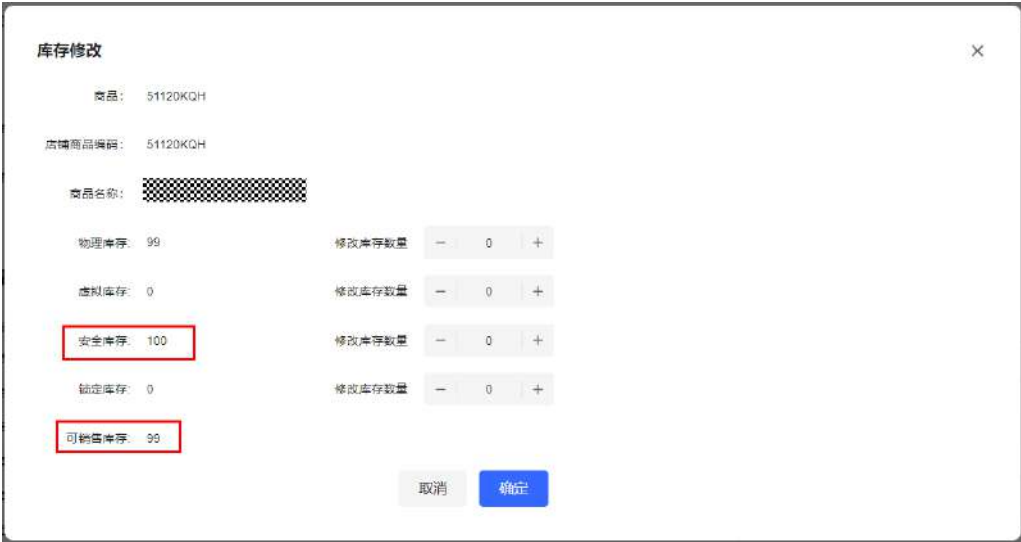 库存修改
商品: 51120KQH
店铺商品编码: 51120KQH
商品名称:
物理库存: 99 修改库存数量 − 0 +
虚拟库存: 0 修改库存数量 − 0 +
安全库存: 100 修改库存数量 − 0 +
锁定库存: 0 修改库存数量 − 0 +
可销售库存: 99
取消 确定